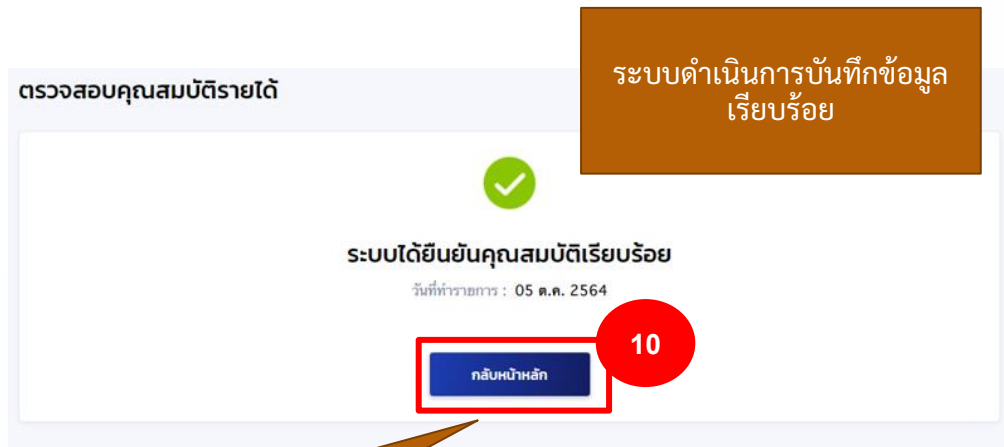 ระบบดำเนินการบันทึกข้อมูล
เรียบร้อย
ตรวจสอบคุณสมบัติรายได้
ระบบได้ยืนยันคุณสมบัติเรียบร้อย
วันที่ทำรายการ : 05 ต.ค. 2564
10
กลับหน้าหลัก